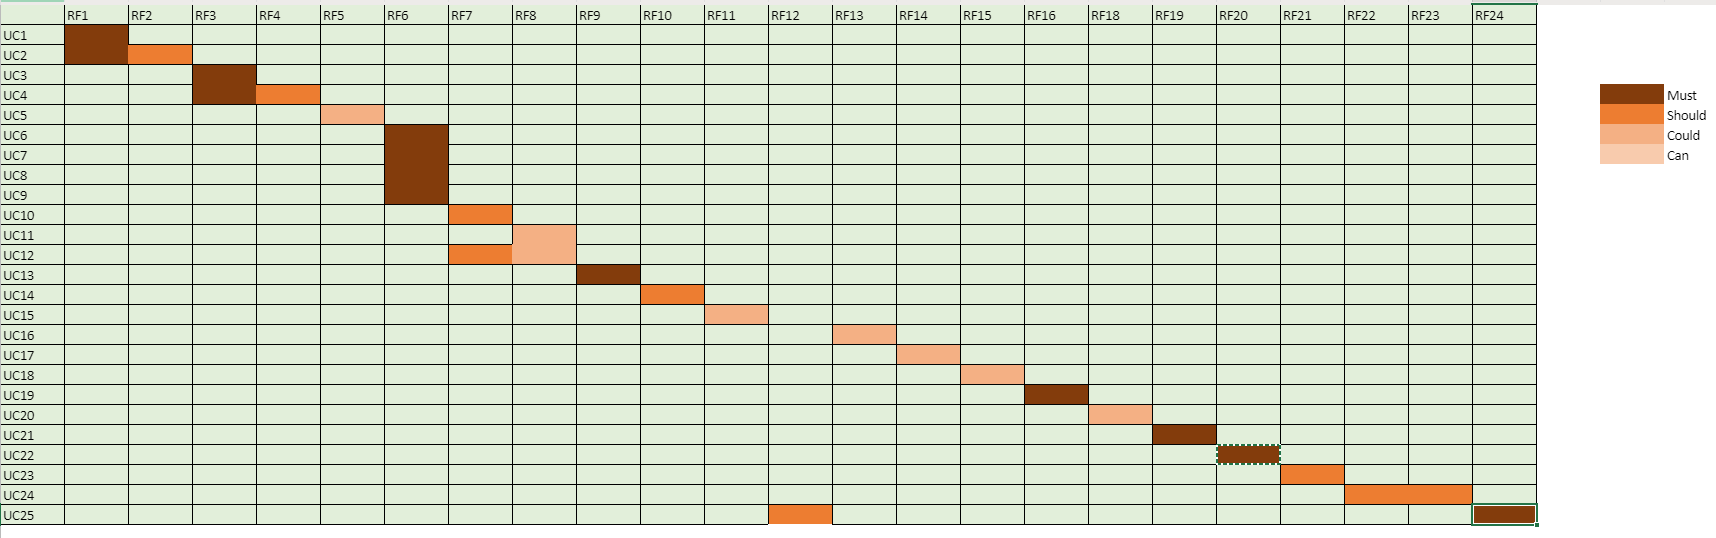 RF1 RF2 RF3 RF4 RF5 RF6 RF7 RF8 RF9 RF10 RF11 RF12 RF13 RF14 RF15 RF16 RF18 RF19 RF20 RF21 RF22 RF23 RF24
UC1
UC2
UC3
UC4
UC5
UC6
UC7
UC8
UC9
UC10
UC11
UC12
UC13
UC14
UC15
UC16
UC17
UC18
UC19
UC20
UC21
UC22
UC23
UC24
UC25
Must
Should
Could
Can